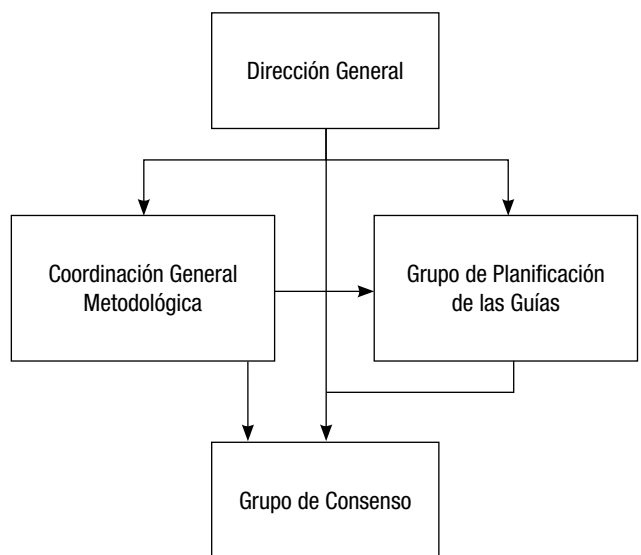 Dirección General
Coordinación General
Metodológica
Grupo de Planificación
de las Guías
Grupo de Consenso